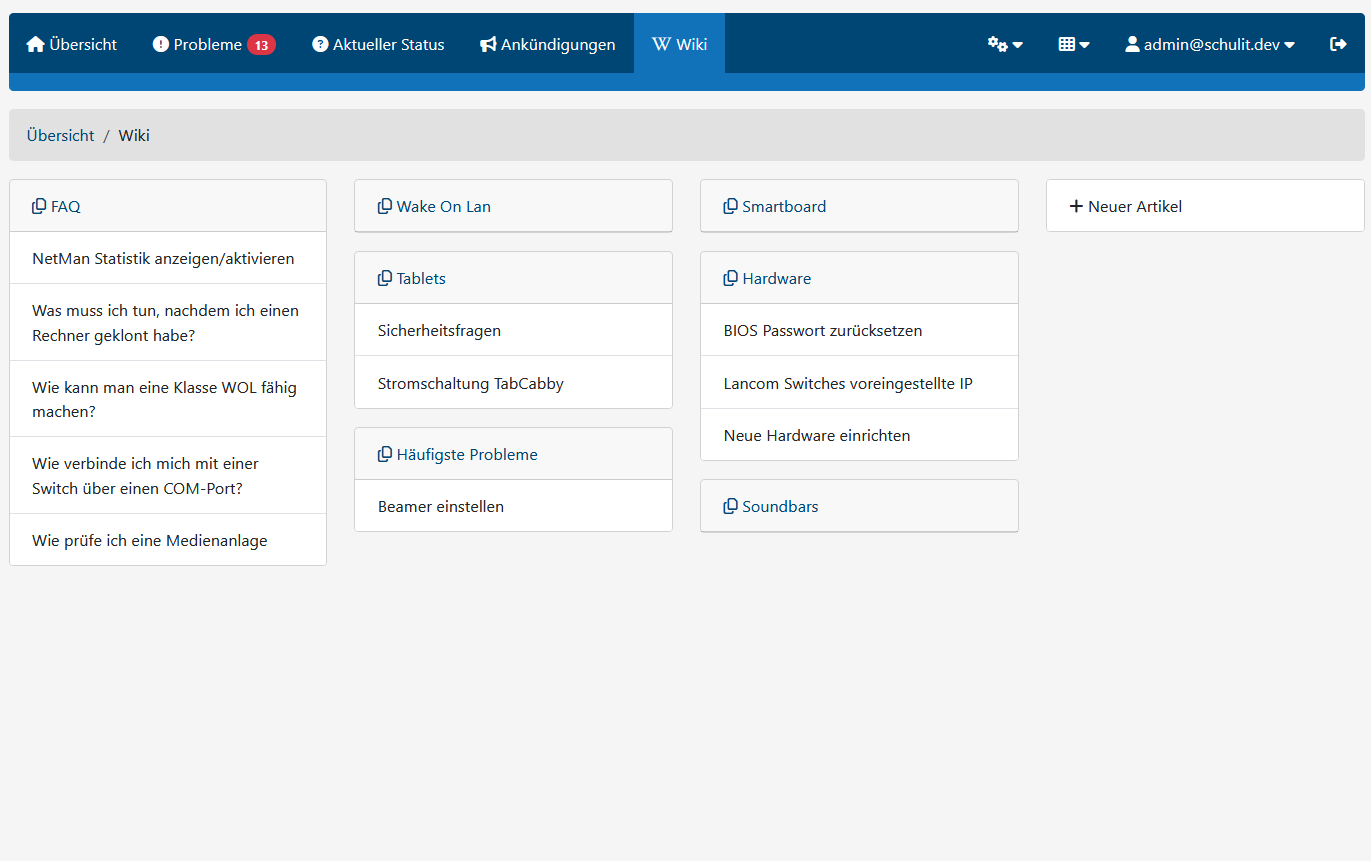 Übersicht Probleme 13 Aktueller Status Ankündigungen Wiki admin@schulit.dev
Übersicht / Wiki
FAQ
NetMan Statistik anzeigen/aktivieren
Was muss ich tun, nachdem ich einen
Rechner geklont habe?
Wie kann man eine Klasse WOL fähig
machen?
Wie verbinde ich mich mit einer
Switch über einen COM-Port?
Wie prüfe ich eine Medienanlage
Wake On Lan
Tablets
Sicherheitsfragen
Stromschaltung TabCabby
Häufigste Probleme
Beamer einstellen
Smartboard
Hardware
BIOS Passwort zurücksetzen
Lancom Switches voreingestellte IP
Neue Hardware einrichten
Soundbars
Neuer Artikel